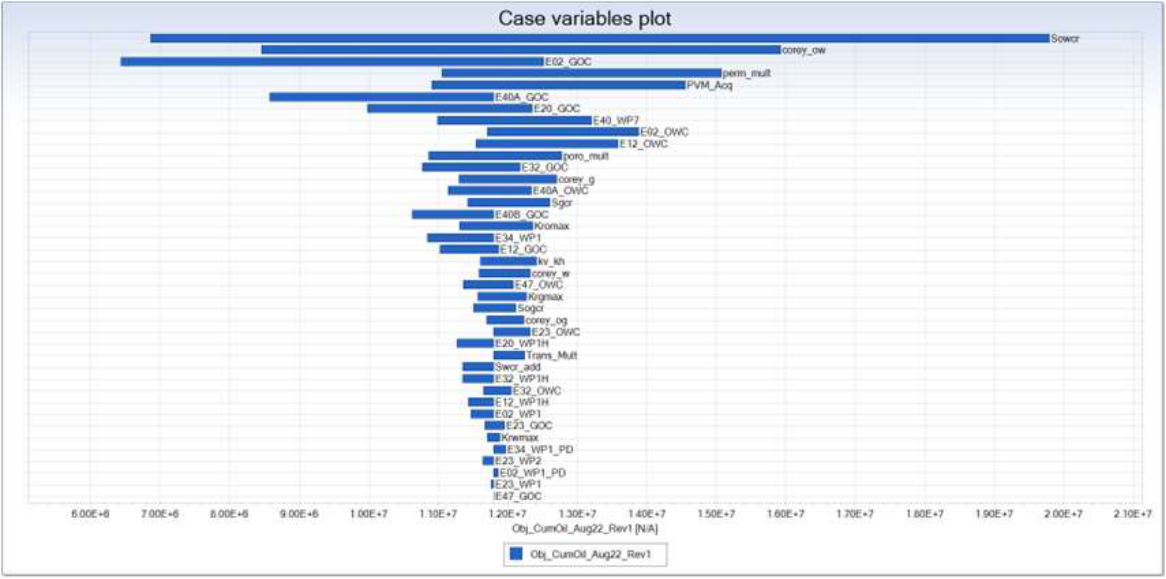 Case variables plot
Sowcr
corey_ow
E02_GOC
perm_mult
PVM_Acq
E40A_GOC
E20_GOC
E40_WP7
E02_OWC
E12_OWC
poro_mult
E32_GOC
corey_g
E40A_OWC
Sgcr
E40B_GOC
Kromax
E34_WP1
E12_GOC
kv_kh
corey_w
E47_OWC
Krgmax
Sogcr
corey_og
E23_OWC
E20_WP1H
Trans_Mult
Swcr_add
E32_WP1H
E32_OWC
E12_WP1H
E02_WP1
E23_GOC
Krwmax
E34_WP1_PD
E23_WP2
E02_WP1_PD
E23_WP1
E47_GOC
6.00E+6 7.00E+6 8.00E+6 9.00E+6 1.00E+7 1.10E+7 1.20E+7 1.30E+7 1.40E+7 1.50E+7 1.60E+7 1.70E+7 1.80E+7 1.90E+7 2.00E+7 2.10E+7
Obj_CumOil_Aug22_Rev1 [N/A]
Obj_CumOil_Aug22_Rev1